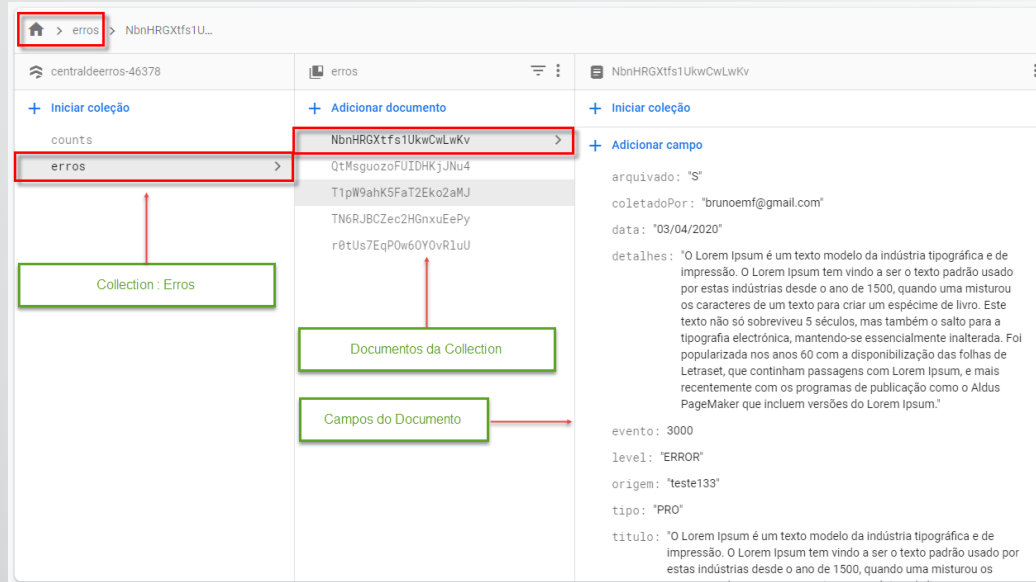 > erros > NbnHRGXtfs1U...
centraldeerros-46378
erros
NbnHRGXtfs1UkwCwLwKv
+ Iniciar coleção
+ Adicionar documento
+ Iniciar coleção
counts
erros >
NbnHRGXtfs1UkwCwLwKv >
QtMsguozoFUIDHKjJNu4
T1pW9ahK5FaT2Eko2aMJ
TN6RJBCZec2HGnxuEePy
r0tUs7EqPOw6OYOvRluU
Collection : Erros
Documentos da Collection
Campos do Documento
+ Adicionar campo
arquivado: "S"
coletadoPor: "brunoemf@gmail.com"
data: "03/04/2020"
detalhes: "O Lorem Ipsum é um texto modelo da indústria tipográfica e de
impressão. O Lorem Ipsum tem vindo a ser o texto padrão usado
por estas indústrias desde o ano de 1500, quando uma misturou
os caracteres de um texto para criar um espécime de livro. Este
texto não só sobreviveu 5 séculos, mas também o salto para a
tipografia electrónica, mantendo-se essencialmente inalterada. Foi
popularizada nos anos 60 com a disponibilização das folhas de
Letraset, que continham passagens com Lorem Ipsum, e mais
recentemente com os programas de publicação como o Aldus
PageMaker que incluem versões do Lorem Ipsum."
evento: 3000
level: "ERROR"
origem: "teste133"
tipo: "PRO"
titulo: "O Lorem Ipsum é um texto modelo da indústria tipográfica e de
impressão. O Lorem Ipsum tem vindo a ser o texto padrão usado por
estas indústrias desde o ano de 1500, quando uma misturou os